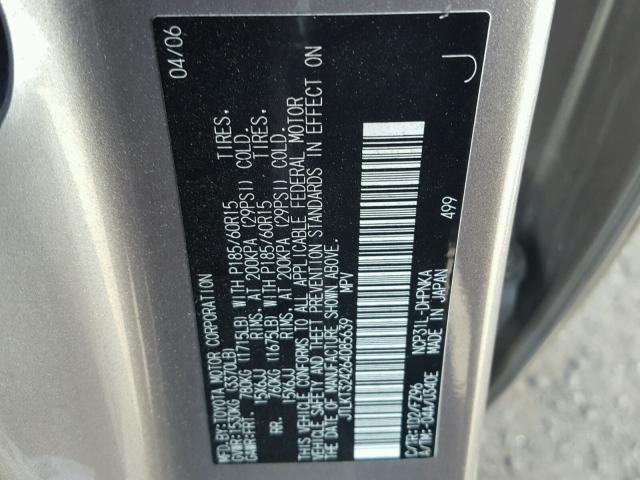 MFD.BY: TOYOTA MOTOR CORPORATION 04/06
GVWR:1530KG (3370LB)
GAWR:FRT. 780KG (1715LB) WITH P185/60R15 TIRES,
15X6JJ RIMS, AT 200KPA (29PSI) COLD.
RR. 760KG (1675LB) WITH P185/60R15 TIRES,
15X6JJ RIMS, AT 200KPA (29PSI) COLD.
THIS VEHICLE CONFORMS TO ALL APPLICABLE FEDERAL MOTOR
VEHICLE SAFETY AND THEFT PREVENTION STANDARDS IN EFFECT ON
THE DATE OF MANUFACTURE SHOWN ABOVE.
JTLKT324264085639 MPV
C/TR:1D2/FZ96 NCP31L-DHPNKA
A/TM:-04A/U340E MADE IN JAPAN
499
J